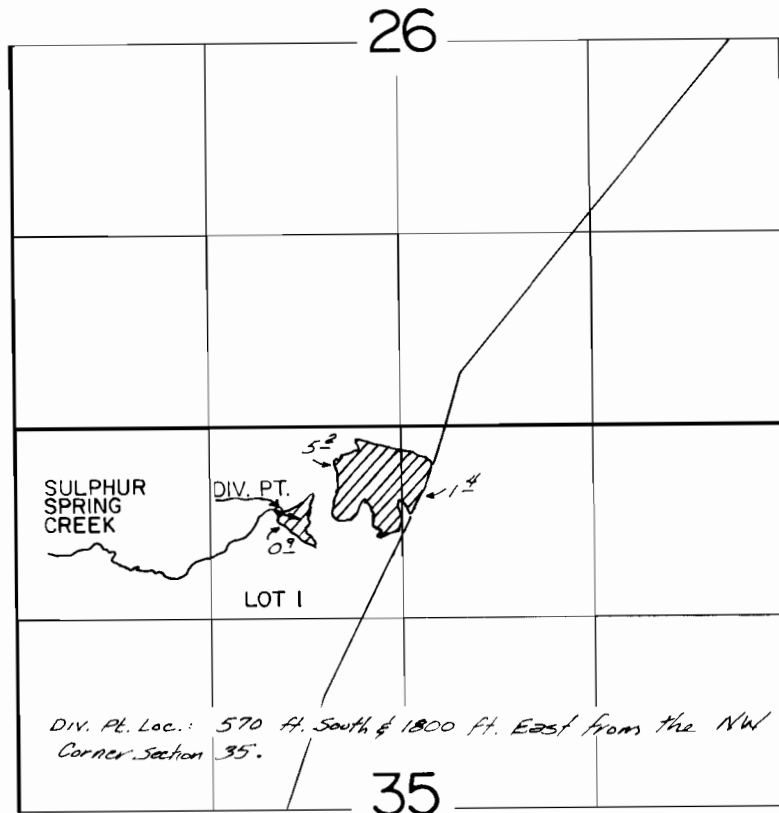 26
5 2
SULPHUR
SPRING
CREEK
DIV. PT.
1 4
0 9
LOT 1
Div. Pt. Loc.: 570 ft. South & 1800 ft. East from the NW
Corner Section 35.
35